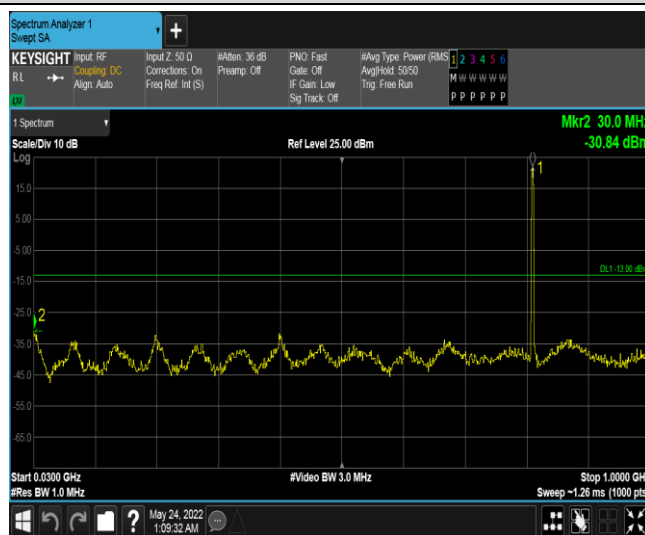 Spectrum Analyzer 1
Swept SA
KEYSIGHT Input: RF Input Z: 50 Ω #Atten: 36 dB PNO: Fast #Avg Type: Power (RMS 1 2 3 4 5 6
RL Coupling: DC Corrections: On Preamp: Off Gate: Off Avg|Hold: 50/50 M W W W W W
Align: Auto Freq Ref: Int (S) IF Gain: Low Trig: Free Run
Sig Track: Off P P P P P P
LXI
1 Spectrum Mkr2 30.0 MH
Scale/Div 10 dB Ref Level 25.00 dBm -30.84 dBm
Log
1
15.0
5.00
-5.00
DL1 -13.00 dBm
-15.0
-25.0
2
-35.0
-45.0
-55.0
-65.0
Start 0.0300 GHz #Video BW 3.0 MHz Stop 1.0000 GH
#Res BW 1.0 MHz Sweep ~1.26 ms (1000 pts
? May 24, 2022
1:09:32 AM